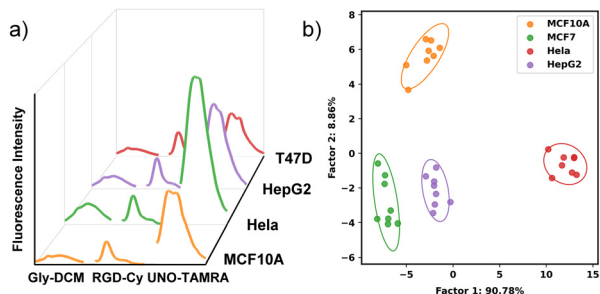 a)
Fluorescence Intensity
T47D
HepG2
Hela
MCF10A
Gly-DCM RGD-Cy UNO-TAMRA
b)
MCF10A
MCF7
Hela
HepG2
Factor 2: 8.86%
8
6
4
2
0
−2
−4
−6
−5 0 5 10 15
Factor 1: 90.78%